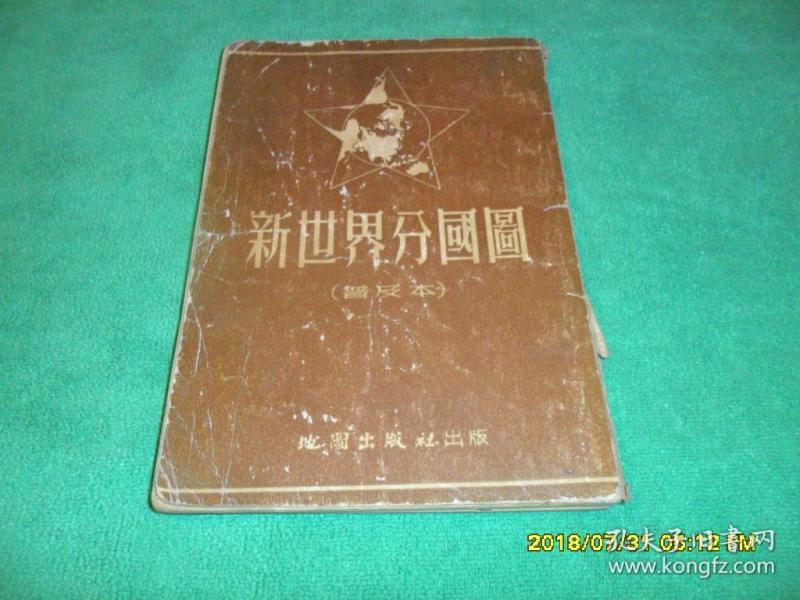 新世界分國圖
(普及本)
地圖出版社出版
2018/07/31 06:12 PM
孔夫子旧书网
www.kongfz.com